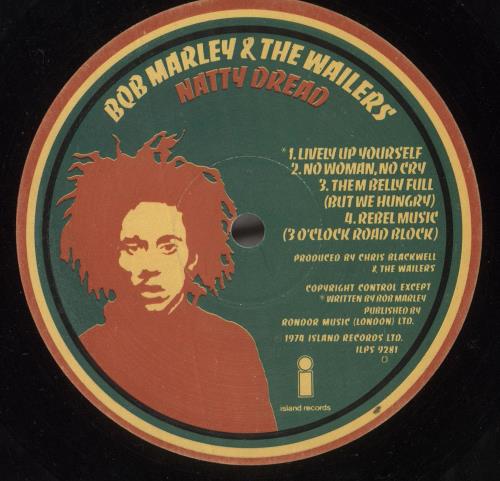 BOB MARLEY & THE WAILERS
NATTY DREAD
*1. LIVELY UP YOURSELF
2. NO WOMAN, NO CRY
3. THEM BELLY FULL
(BUT WE HUNGRY)
4. REBEL MUSIC
(3 O'CLOCK ROAD BLOCK)
PRODUCED BY CHRIS BLACKWELL
& THE WAILERS
COPYRIGHT CONTROL EXCEPT
*WRITTEN BY BOB MARLEY
PUBLISHED BY
RONDOR MUSIC (LONDON) LTD.
1974 ISLAND RECORDS LTD.
ILPS 9281
i
island records